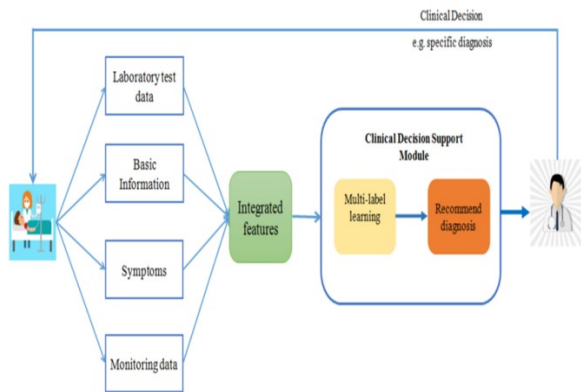 Clinical Decision
e.g. specific diagnosis
Laboratory test
data
Basic
Information
Symptoms
Monitoring data
Integrated
features
Clinical Decision Support
Module
Multi-label
learning
Recommend
diagnosis